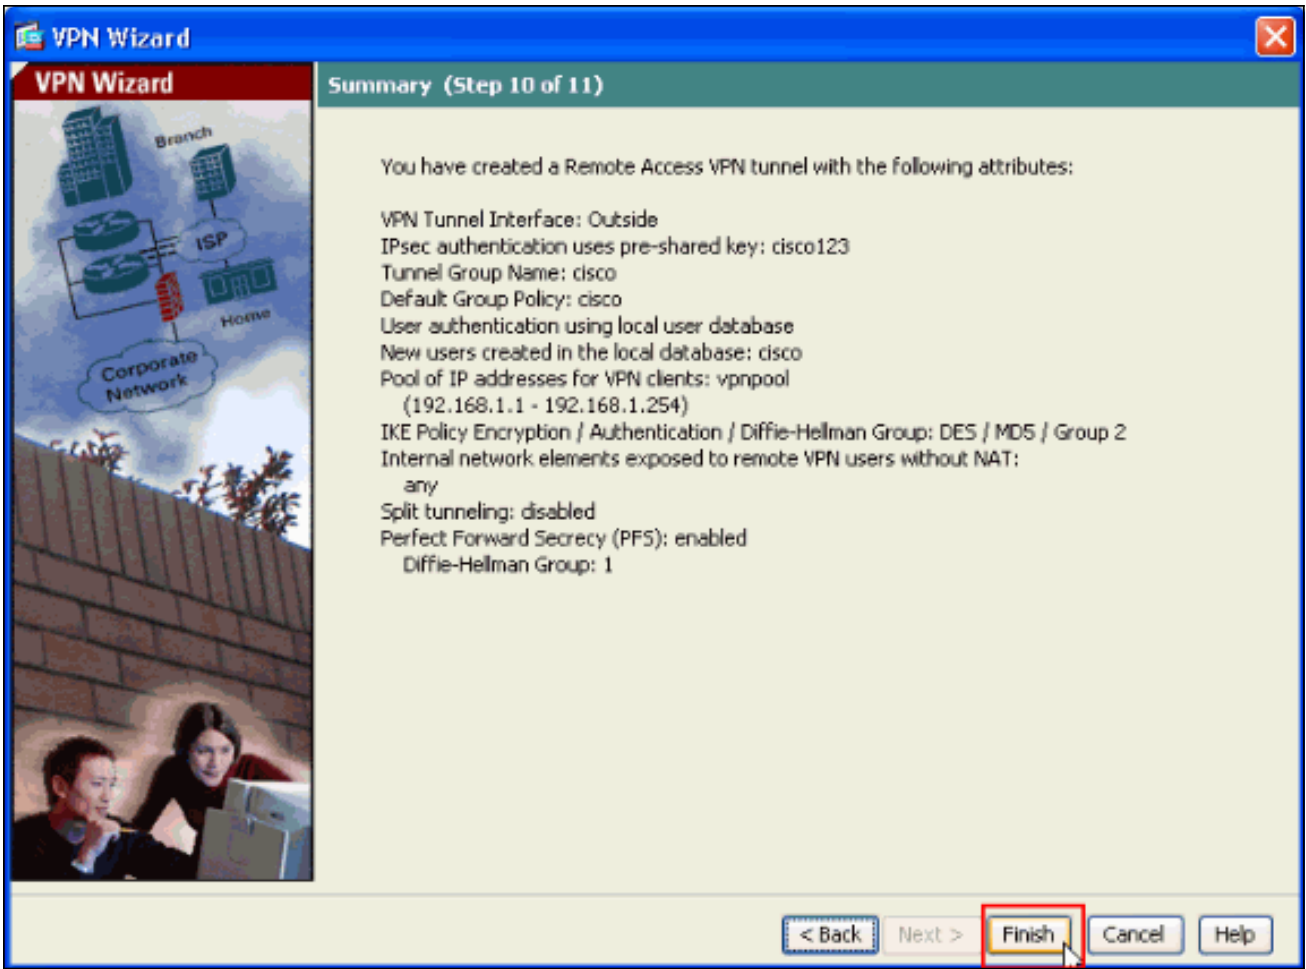 VPN Wizard
VPN Wizard
Summary (Step 10 of 11)
Branch
ISP
Home
Corporate
Network
You have created a Remote Access VPN tunnel with the following attributes:
VPN Tunnel Interface: Outside
IPsec authentication uses pre-shared key: cisco123
Tunnel Group Name: cisco
Default Group Policy: cisco
User authentication using local user database
New users created in the local database: cisco
Pool of IP addresses for VPN clients: vpnpool
(192.168.1.1 - 192.168.1.254)
IKE Policy Encryption / Authentication / Diffie-Hellman Group: DES / MD5 / Group 2
Internal network elements exposed to remote VPN users without NAT:
any
Split tunneling: disabled
Perfect Forward Secrecy (PFS): enabled
Diffie-Hellman Group: 1
< Back Next > Finish Cancel Help